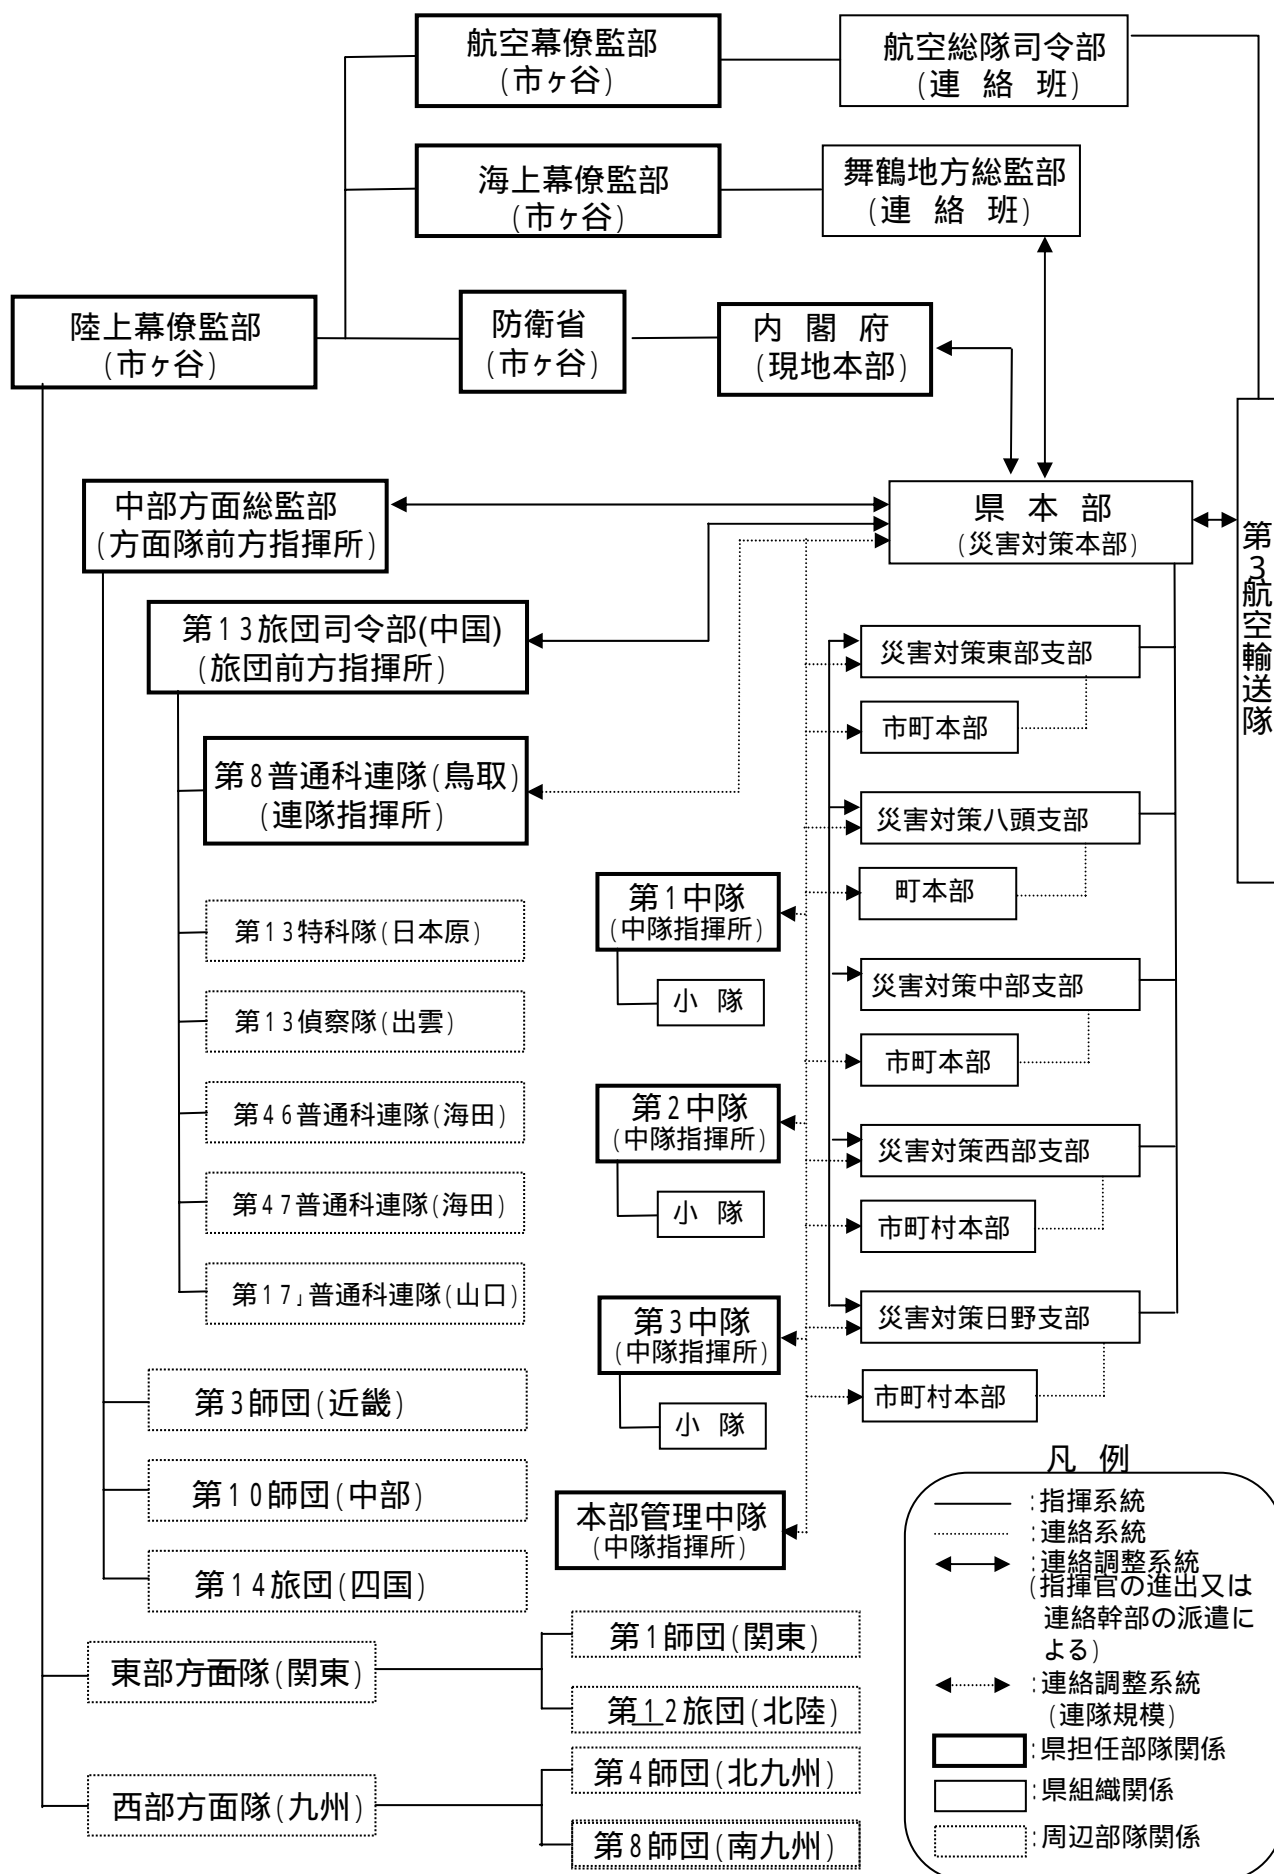 航空幕僚監部
(市ヶ谷)
航空総隊司令部
(連 絡 班)
海上幕僚監部
(市ヶ谷)
舞鶴地方総監部
(連 絡 班)
陸上幕僚監部
(市ヶ谷)
防衛省
(市ヶ谷)
内 閣 府
(現地本部)
中部方面総監部
(方面隊前方指揮所)
県 本 部
(災害対策本部)
第3航空輸送隊
第13旅団司令部(中国)
(旅団前方指揮所)
第8普通科連隊(鳥取)
(連隊指揮所)
第13特科隊(日本原)
第13偵察隊(出雲)
第46普通科連隊(海田)
第47普通科連隊(海田)
第17」普通科連隊(山口)
第1中隊
(中隊指揮所)
小 隊
第2中隊
(中隊指揮所)
小 隊
第3中隊
(中隊指揮所)
小 隊
本部管理中隊
(中隊指揮所)
災害対策東部支部
市町本部
災害対策八頭支部
町本部
災害対策中部支部
市町本部
災害対策西部支部
市町村本部
災害対策日野支部
市町村本部
第3師団(近畿)
第10師団(中部)
第14旅団(四国)
東部方面隊(関東)
第1師団(関東)
第12旅団(北陸)
西部方面隊(九州)
第4師団(北九州)
第8師団(南九州)
凡 例
:指揮系統
:連絡系統
:連絡調整系統
(指揮官の進出又は
連絡幹部の派遣に
よる)
:連絡調整系統
(連隊規模)
:県担任部隊関係
:県組織関係
:周辺部隊関係